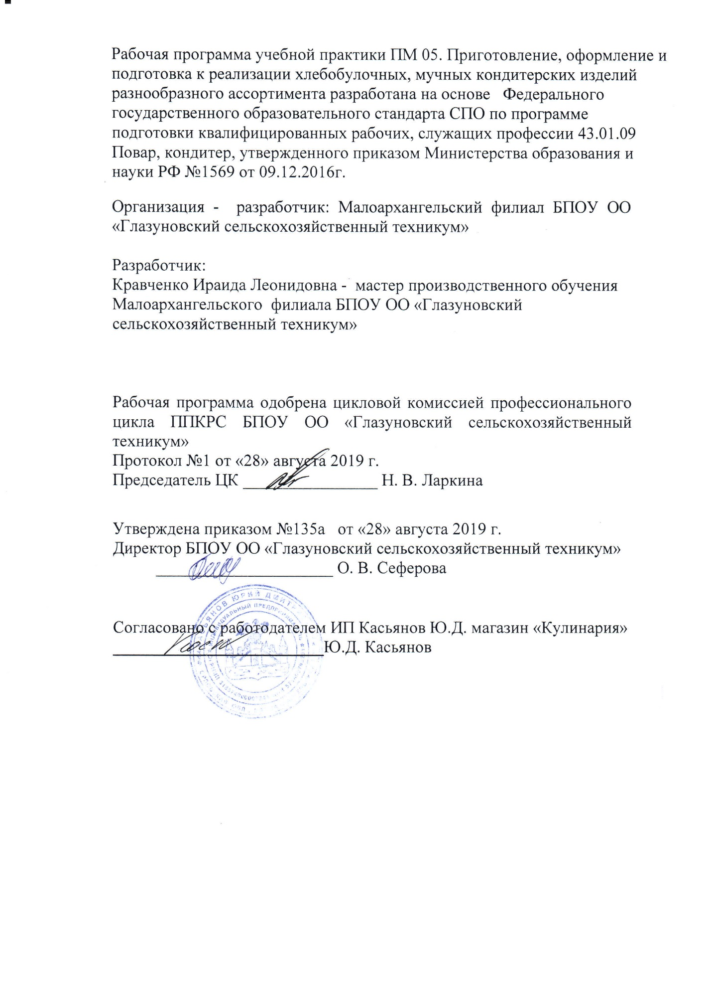 Рабочая программа учебной практики ПМ 05. Приготовление, оформление и
подготовка к реализации хлебобулочных, мучных кондитерских изделий
разнообразного ассортимента разработана на основе Федерального
государственного образовательного стандарта СПО по программе
подготовки квалифицированных рабочих, служащих профессии 43.01.09
Повар, кондитер, утвержденного приказом Министерства образования и
науки РФ №1569 от 09.12.2016г.
Организация - разработчик: Малоархангельский филиал БПОУ ОО
«Глазуновский сельскохозяйственный техникум»
Разработчик:
Кравченко Ираида Леонидовна - мастер производственного обучения
Малоархангельского филиала БПОУ ОО «Глазуновский
сельскохозяйственный техникум»
Рабочая программа одобрена цикловой комиссией профессионального
цикла ППКРС БПОУ ОО «Глазуновский сельскохозяйственный
техникум»
Протокол №1 от «28» августа 2019 г.
Председатель ЦК ________________ Н. В. Ларкина
Утверждена приказом №135а от «28» августа 2019 г.
Директор БПОУ ОО «Глазуновский сельскохозяйственный техникум»
_____________________ О. В. Сеферова
Согласовано с работодателем ИП Касьянов Ю.Д. магазин «Кулинария»
_________________________Ю.Д. Касьянов
КАСЬЯНОВ ЮРИЙ
ИНДИВИДУАЛЬНЫЙ